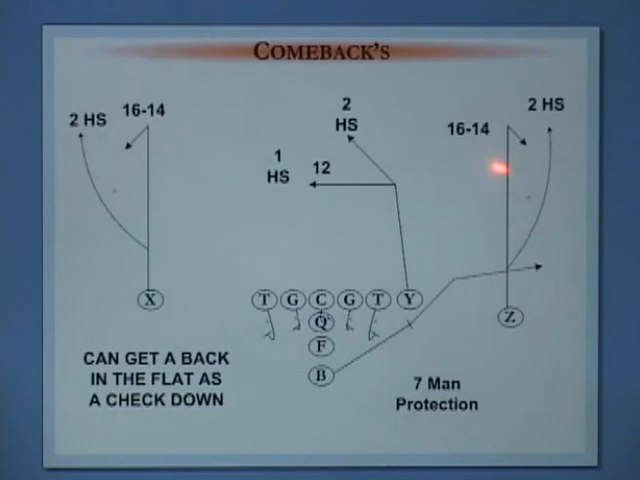 COMEBACK'S
2 HS
16-14
2
HS
16-14
2 HS
1
HS
12
X
T G C G T Y
Q
Z
F
B
CAN GET A BACK
IN THE FLAT AS
A CHECK DOWN
7 Man
Protection